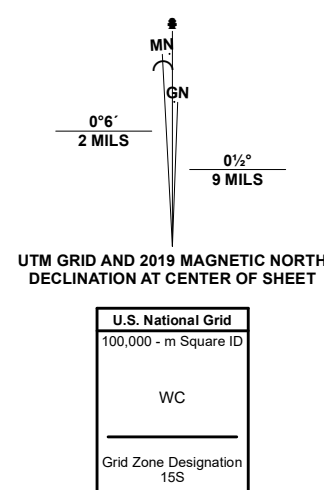 MN
GN
0°6´
2 MILS
0½°
9 MILS
UTM GRID AND 2019 MAGNETIC NORTH
DECLINATION AT CENTER OF SHEET
U.S. National Grid
100,000 - m Square ID
WC
Grid Zone Designation
15S